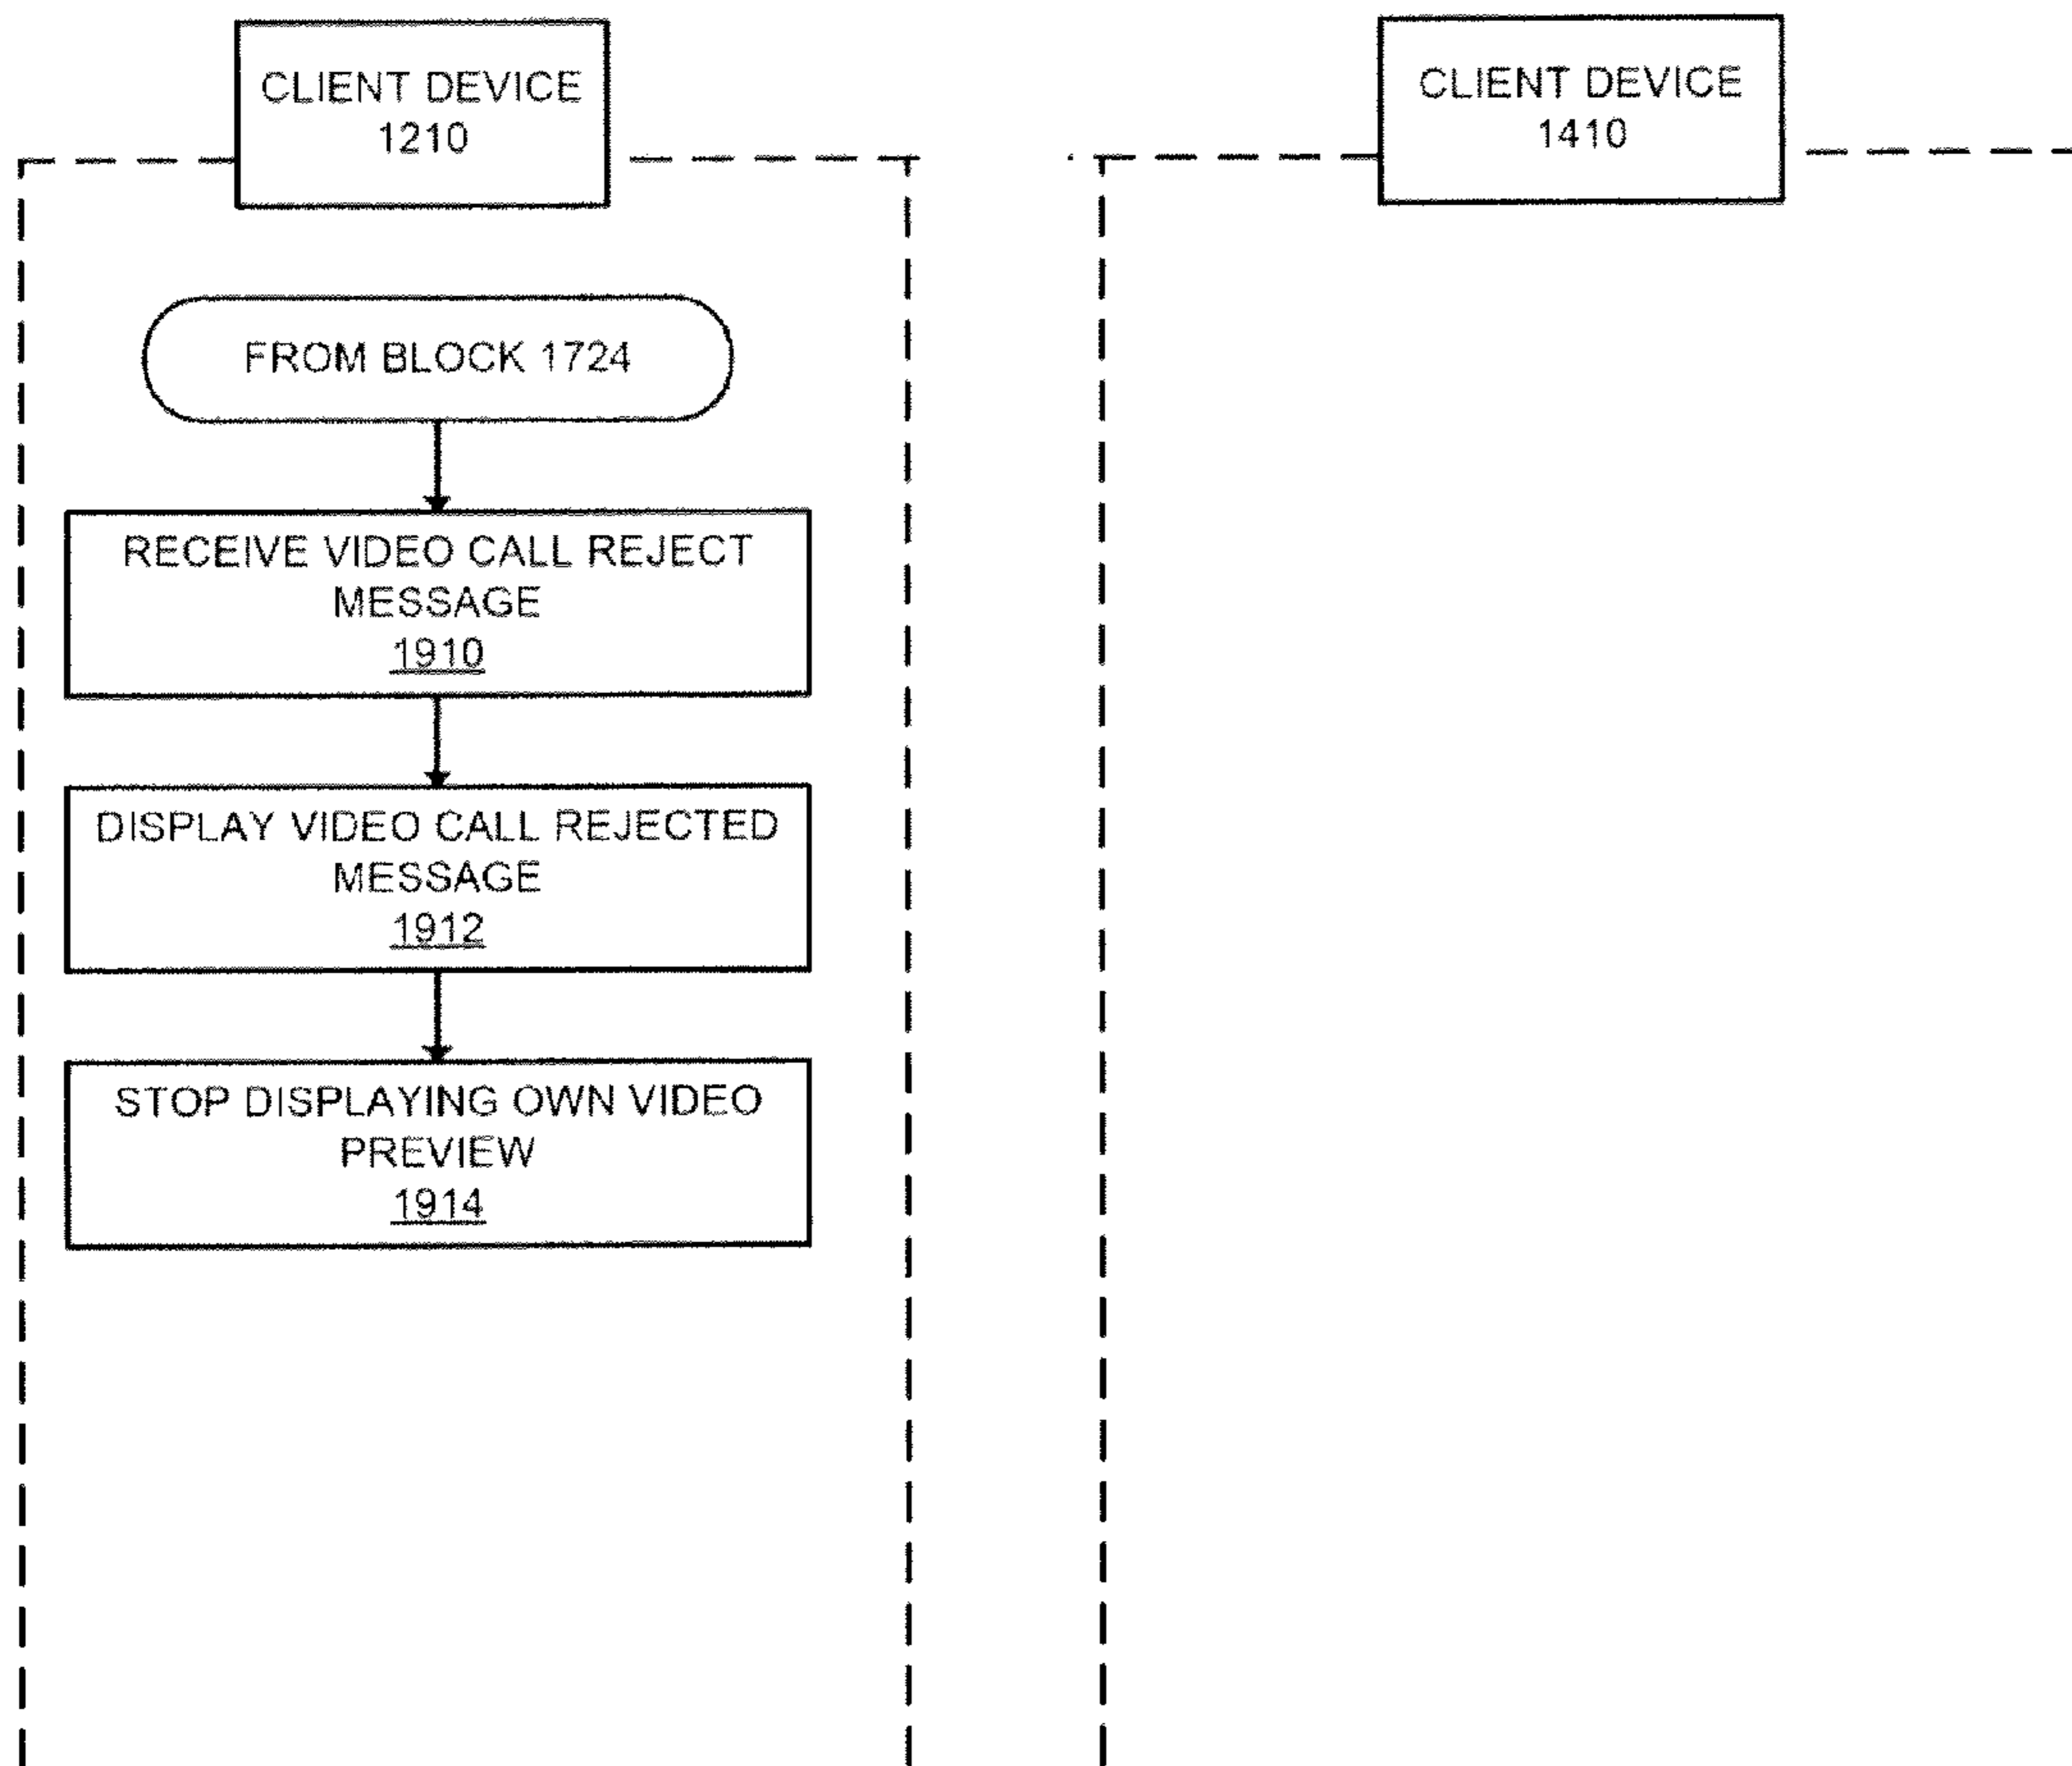 CLIENT DEVICE
1210
CLIENT DEVICE
1410
FROM BLOCK 1724
RECEIVE VIDEO CALL REJECT
MESSAGE
1910
DISPLAY VIDEO CALL REJECTED
MESSAGE
1912
STOP DISPLAYING OWN VIDEO
PREVIEW
1914